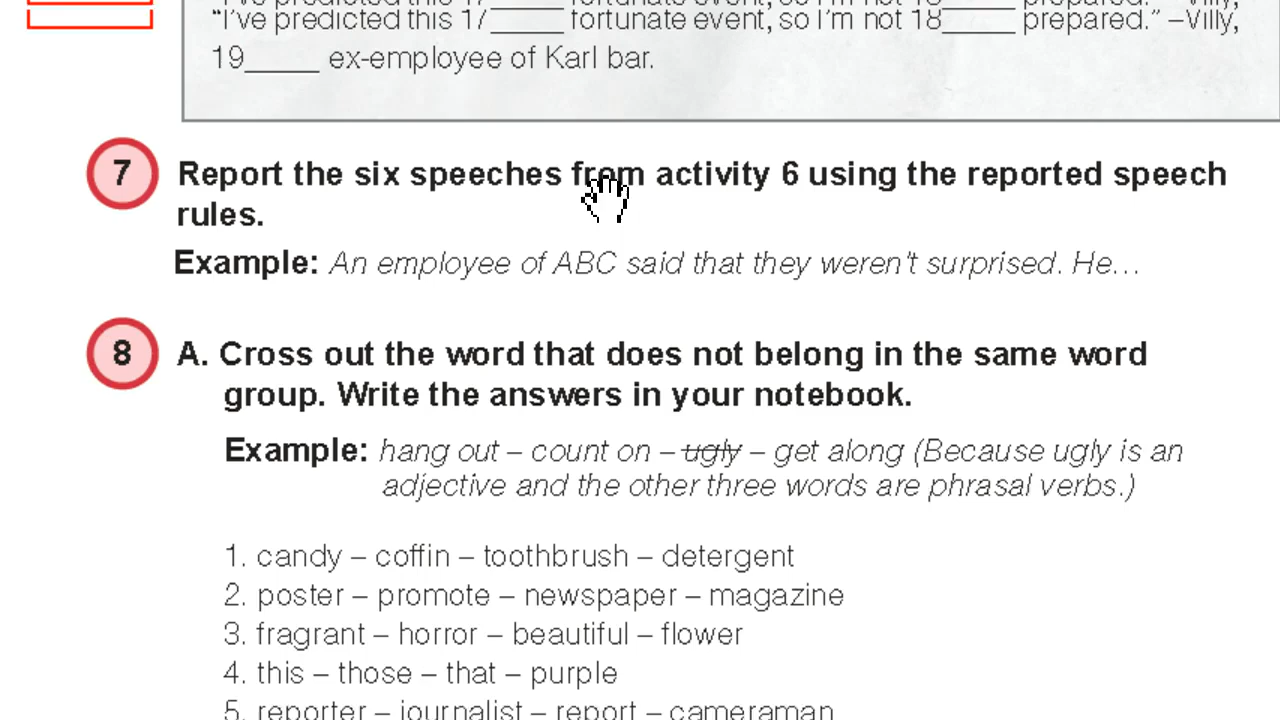 "I've predicted this 17_____ fortunate event, so I'm not 18_____ prepared." –Villy,
19_____ ex-employee of Karl bar.
7 Report the six speeches from activity 6 using the reported speech
rules.
Example: An employee of ABC said that they weren't surprised. He...
8 A. Cross out the word that does not belong in the same word
group. Write the answers in your notebook.
Example: hang out – count on – ugly – get along (Because ugly is an
adjective and the other three words are phrasal verbs.)
1. candy – coffin – toothbrush – detergent
2. poster – promote – newspaper – magazine
3. fragrant – horror – beautiful – flower
4. this – those – that – purple
5. reporter – journalist – report – cameraman